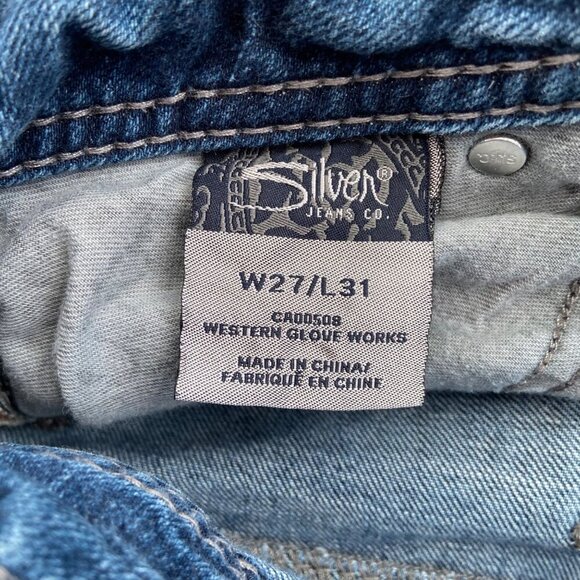 Silver®
JEANS CO.
W27/L31
CA00508
WESTERN GLOVE WORKS
MADE IN CHINA/
FABRIQUÉ EN CHINE